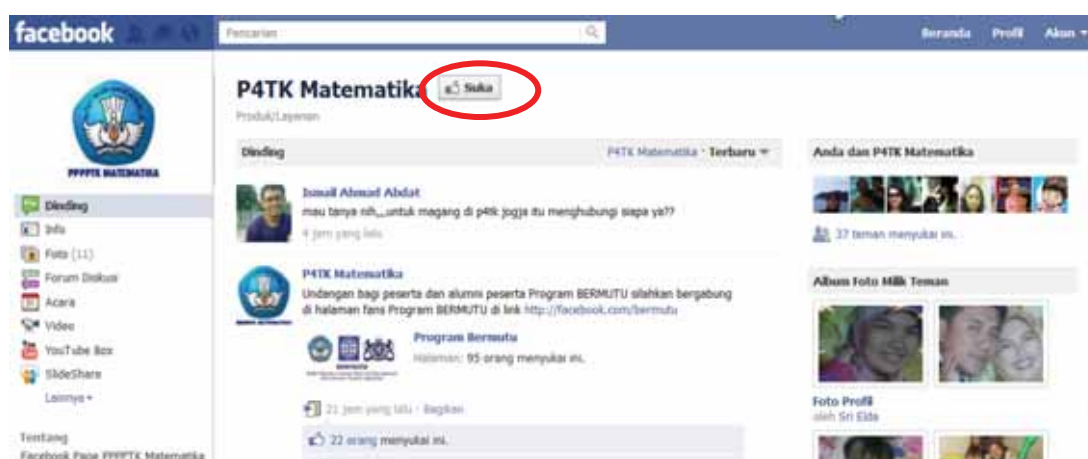 facebook
Pencarian
Beranda Profil Akun
P4TK Matematika Suka
Produk/Layanan
PPPPTK MATEMATIKA
Dinding
Info
Foto (11)
Forum Diskusi
Acara
Video
YouTube Box
SlideShare
Lainnya
Tentang
Facebook Page PPPPTK Matematika
Dinding P4TK Matematika · Terbaru
Ismail Ahmad Abdat
mau tanya nih,,,untuk magang di p4tk jogja itu menghubungi siapa ya??
4 jam yang lalu
P4TK Matematika
Undangan bagi peserta dan alumni peserta Program BERMUTU silahkan bergabung
di halaman fans Program BERMUTU di link http://facebook.com/bermutu
BERMUTU
Program Bermutu
Halaman: 95 orang menyukai ini.
21 jam yang lalu · Bagikan
22 orang menyukai ini.
Anda dan P4TK Matematika
37 teman menyukai ini.
Album Foto Milik Teman
Foto Profil
oleh Sri Elda